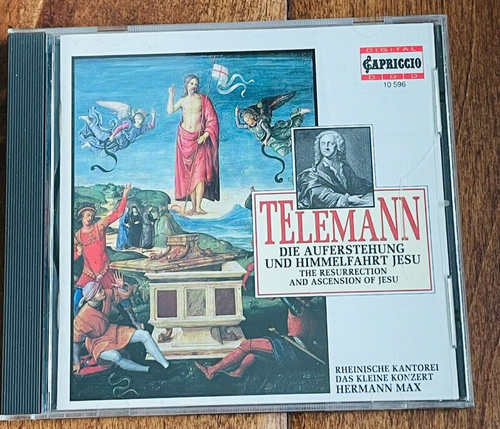 DIGITAL
CAPRICCIO
D D D
10 596
TELEMANN
DIE AUFERSTEHUNG
UND HIMMELFAHRT JESU
THE RESURRECTION
AND ASCENSION OF JESU
RHEINISCHE KANTOREI
DAS KLEINE KONZERT
HERMANN MAX